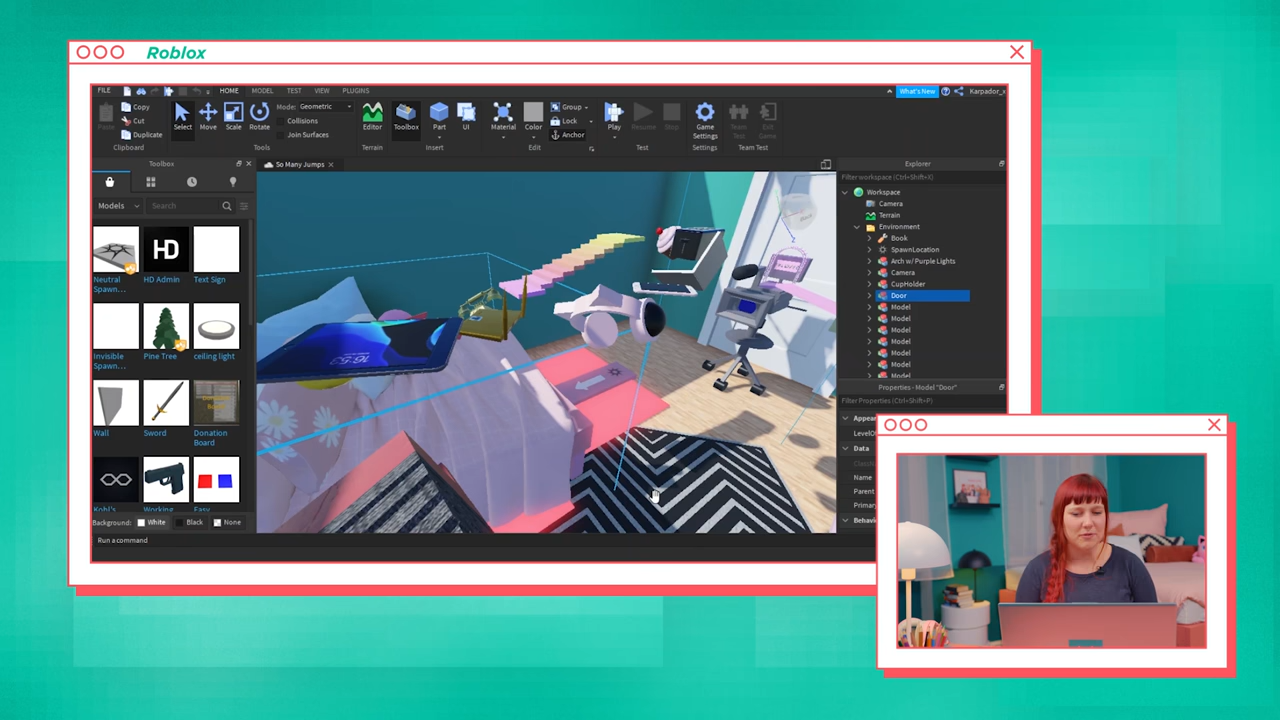 Roblox
FILE HOME MODEL TEST VIEW PLUGINS What's New Karpador_x
Copy
Cut
Duplicate
Paste
Clipboard
Select Move Scale Rotate
Mode: Geometric
Collisions
Join Surfaces
Tools
Editor
Terrain
Toolbox Part UI
Insert
Material Color
Group
Lock
Anchor
Edit
Play Resume Stop
Test
Game
Settings
Settings
Team
Test
Exit
Game
Team Test
Toolbox
So Many Jumps
Explorer
Models Search
Neutral
Spawn...
HD
HD Admin
Text Sign
Invisible
Spawn...
Pine Tree
ceiling light
Wall
Sword
Donation
Board
Kohl's
Working
Easy
Background: White Black None
Run a command
Filter workspace (Ctrl+Shift+X)
Workspace
Camera
Terrain
Environment
Book
SpawnLocation
Arch w/ Purple Lights
Camera
CupHolder
Door
Model
Model
Model
Model
Model
Model
Model
Properties - Model "Door"
Filter Properties (Ctrl+Shift+P)
Data
Name
Parent